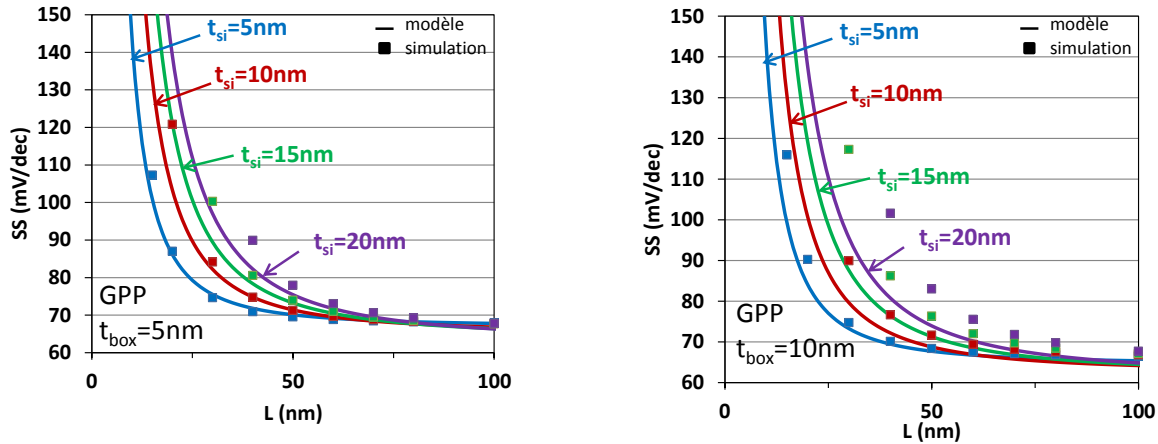 150
140
130
120
110
100
90
80
70
60
SS (mV/dec)
t_si=5nm
t_si=10nm
t_si=15nm
t_si=20nm
modèle
simulation
GPP
t_box=5nm
0
50
100
L (nm)
150
140
130
120
110
100
90
80
70
60
SS (mV/dec)
t_si=5nm
t_si=10nm
t_si=15nm
t_si=20nm
modèle
simulation
GPP
t_box=10nm
0
50
100
L (nm)